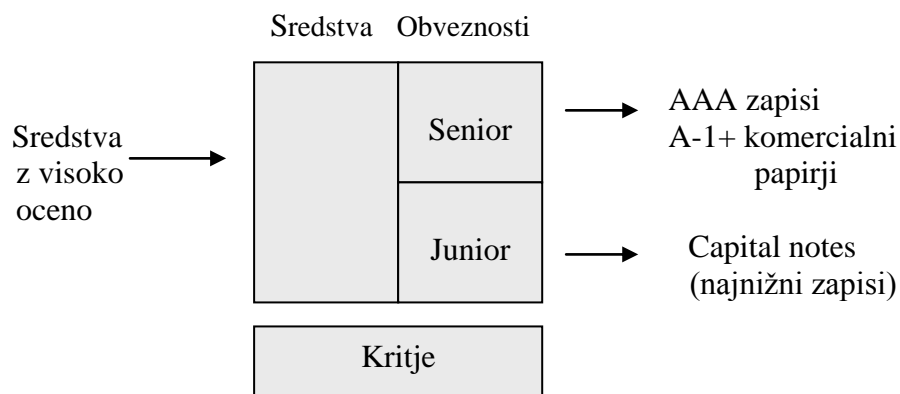 Sredstva Obveznosti
Sredstva
z visoko
oceno
Senior
AAA zapisi
A-1+ komercialni
papirji
Junior
Capital notes
(najnižni zapisi)
Kritje